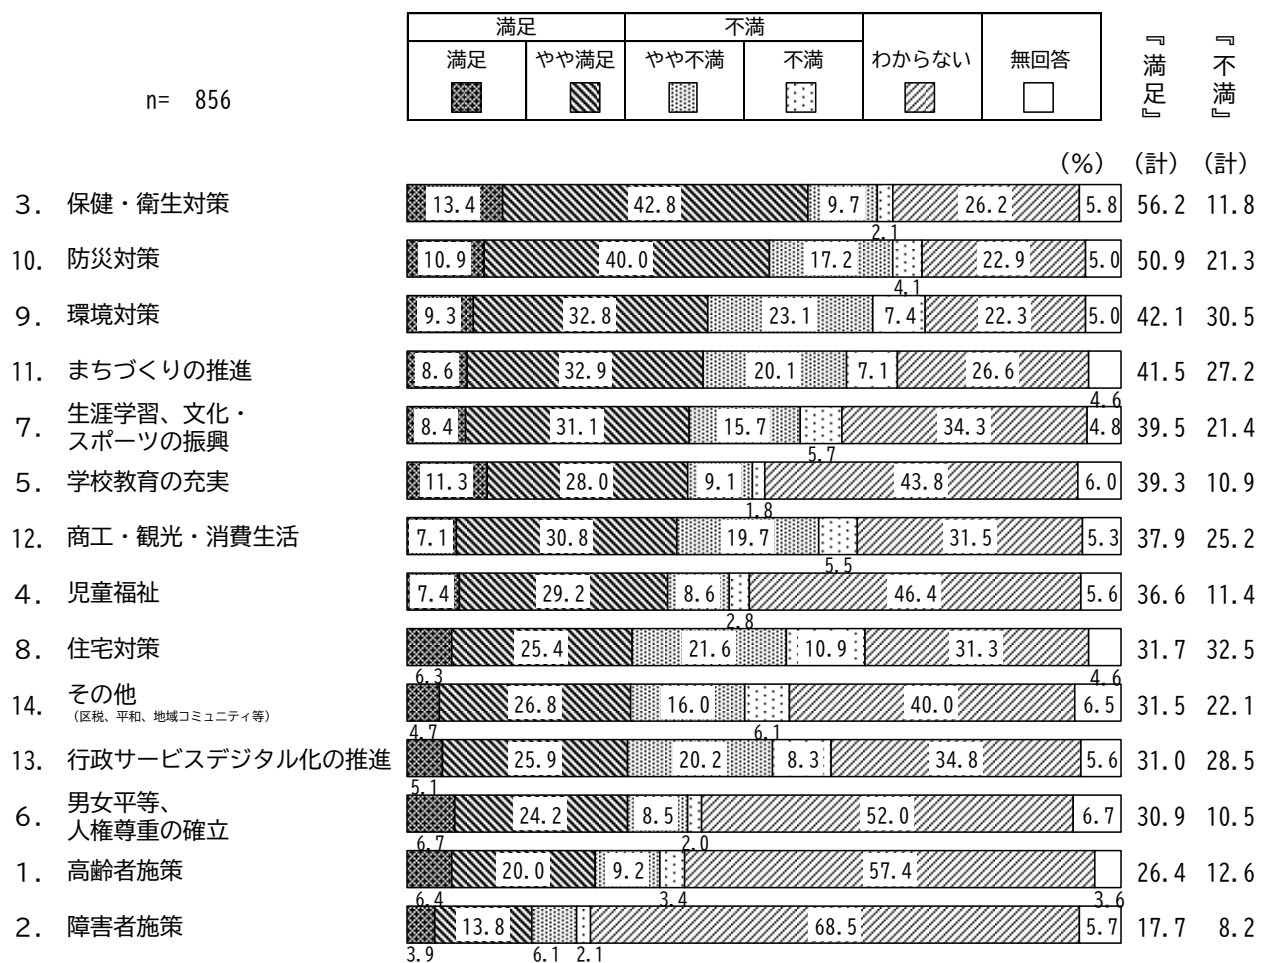 満足 不満
満足 やや満足 やや不満 不満 わからない 無回答 『満足』 『不満』
n= 856
(%) (計) (計)
3. 保健・衛生対策 13.4 42.8 9.7 2.1 26.2 5.8 56.2 11.8
10. 防災対策 10.9 40.0 17.2 4.1 22.9 5.0 50.9 21.3
9. 環境対策 9.3 32.8 23.1 7.4 22.3 5.0 42.1 30.5
11. まちづくりの推進 8.6 32.9 20.1 7.1 26.6 4.6 41.5 27.2
7. 生涯学習、文化・
スポーツの振興 8.4 31.1 15.7 5.7 34.3 4.8 39.5 21.4
5. 学校教育の充実 11.3 28.0 9.1 1.8 43.8 6.0 39.3 10.9
12. 商工・観光・消費生活 7.1 30.8 19.7 5.5 31.5 5.3 37.9 25.2
4. 児童福祉 7.4 29.2 8.6 2.8 46.4 5.6 36.6 11.4
8. 住宅対策 6.3 25.4 21.6 10.9 31.3 4.6 31.7 32.5
14. その他
(区税、平和、地域コミュニティ等) 4.7 26.8 16.0 6.1 40.0 6.5 31.5 22.1
13. 行政サービスデジタル化の推進 5.1 25.9 20.2 8.3 34.8 5.6 31.0 28.5
6. 男女平等、
人権尊重の確立 6.7 24.2 8.5 2.0 52.0 6.7 30.9 10.5
1. 高齢者施策 6.4 20.0 9.2 3.4 57.4 3.6 26.4 12.6
2. 障害者施策 3.9 13.8 6.1 2.1 68.5 5.7 17.7 8.2